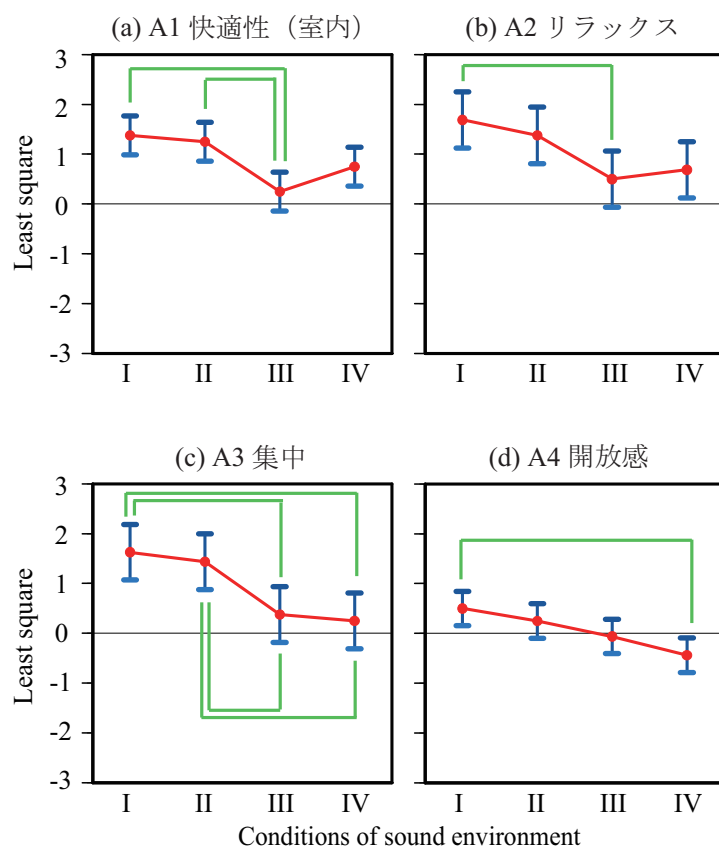 (a) A1 快適性（室内）
(b) A2 リラックス
Least square
3
2
1
0
-1
-2
-3
I II III IV
I II III IV
(c) A3 集中
(d) A4 開放感
Least square
3
2
1
0
-1
-2
-3
I II III IV
I II III IV
Conditions of sound environment